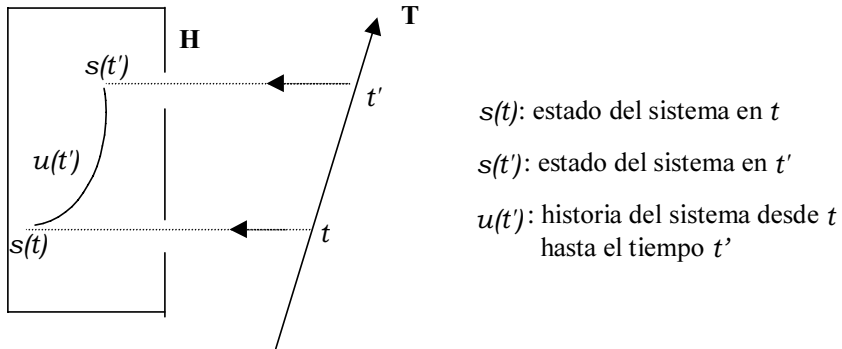 T
H
s(t')
t'
u(t')
s(t)
t
s(t): estado del sistema en t
s(t'): estado del sistema en t'
u(t'): historia del sistema desde t
hasta el tiempo t’